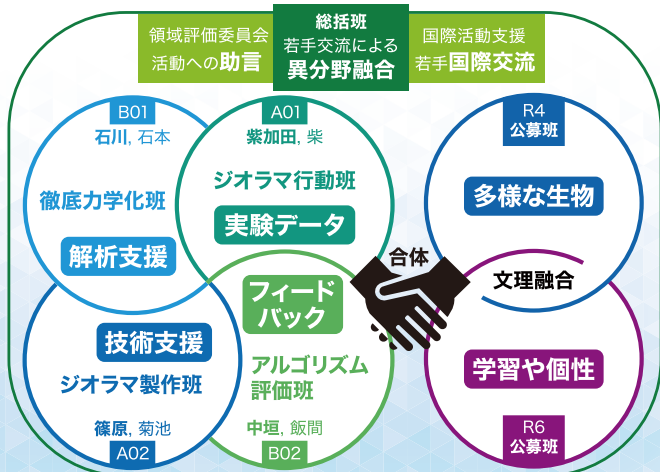 領域評価委員会
活動への助言
総括班
若手交流による
異分野融合
国際活動支援
若手国際交流
B01
石川, 石本
徹底力学化班
解析支援
A01
紫加田, 柴
ジオラマ行動班
実験データ
R4
公募班
多様な生物
合体
文理融合
技術支援
ジオラマ製作班
篠原, 菊池
A02
フィード
バック
アルゴリズム
評価班
中垣, 飯間
B02
学習や個性
R6
公募班